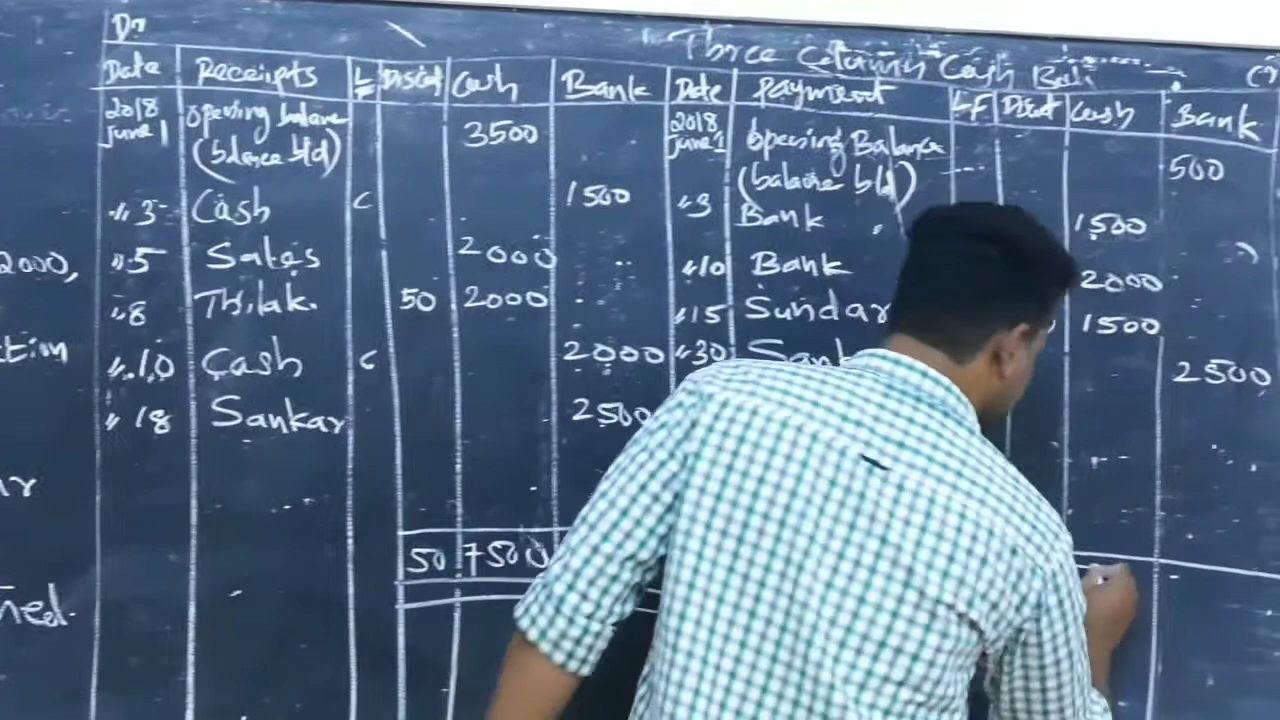 Dr
Three Column Cash Book
Date Receipts LF Discot Cash Bank Date payment LF Discot Cash Bank
2018 June 1 opening balance (balance b/d) 3500 2018 June 1 opening Balance (balance b/d) 500
〃 3 Cash C 1500 〃 3 Bank 1500
〃 5 Sales 2000 〃 10 Bank 2000
〃 8 Thilak. 50 2000 〃 15 Sundar 1500
〃 10 Cash C 2000 〃 30 2500
〃 18 Sankar 2500
50 7500
2000,